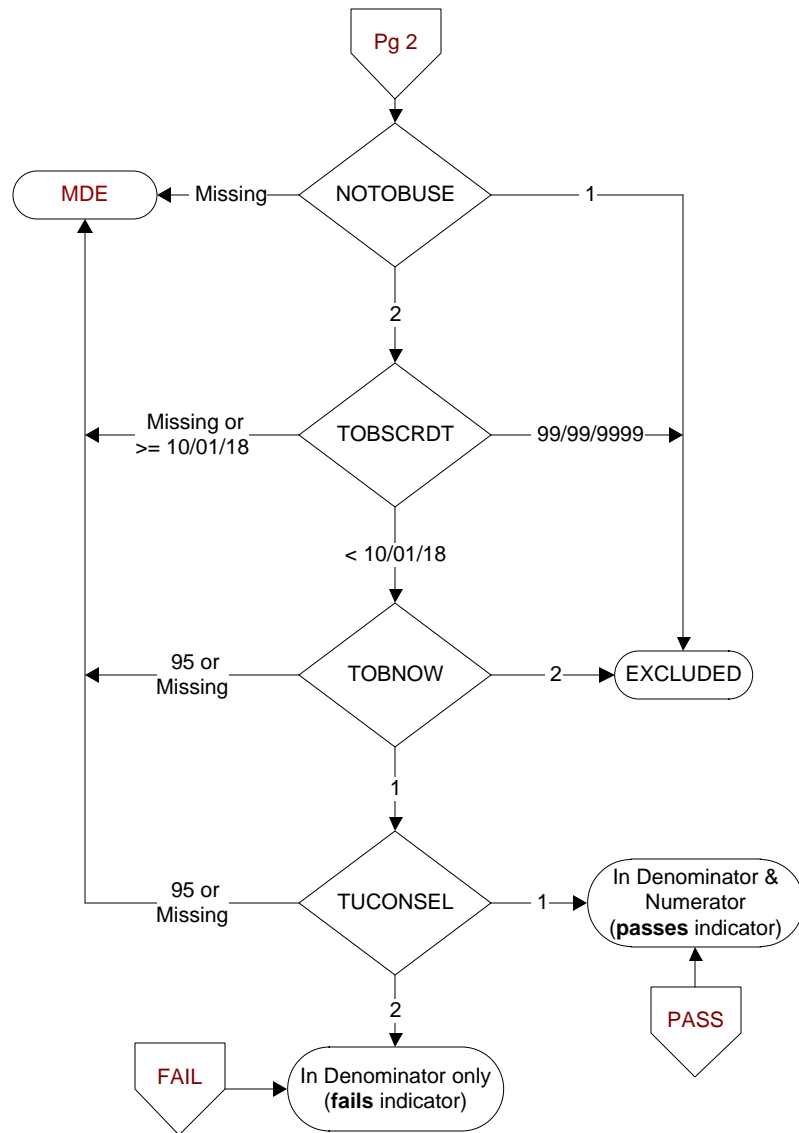 Pg 2
MDE
Missing
NOTOBUSE
1
2
Missing or
>= 10/01/18
TOBSCRDT
99/99/9999
< 10/01/18
95 or
Missing
TOBNOW
2
EXCLUDED
1
95 or
Missing
TUCONSEL
1
In Denominator &
Numerator
(passes indicator)
2
PASS
FAIL
In Denominator only
(fails indicator)